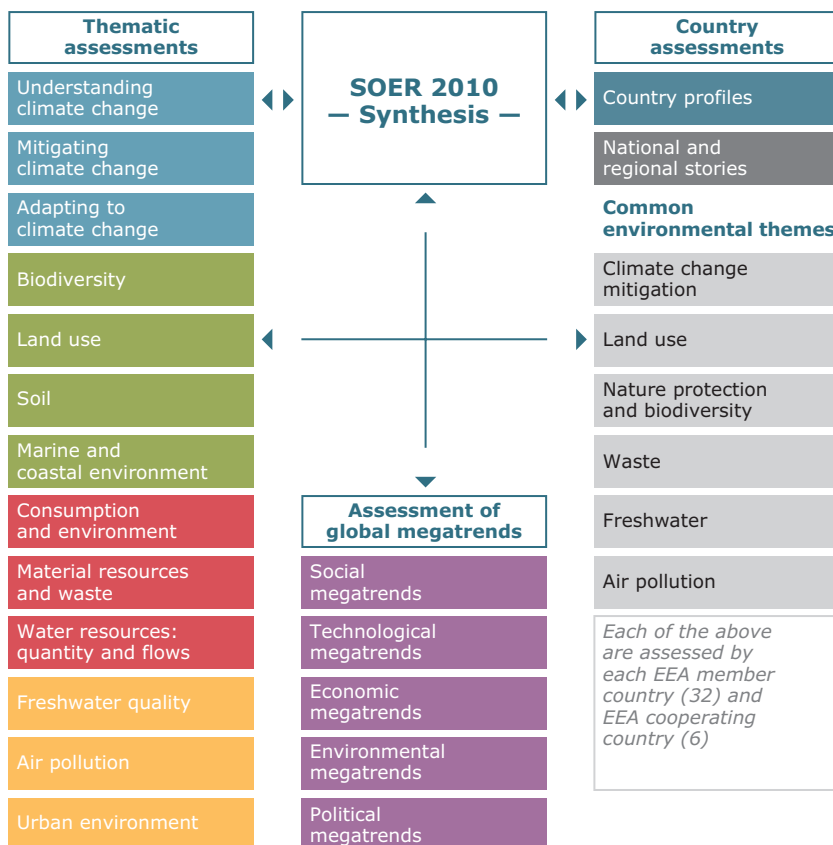 Thematic
assessments
Understanding
climate change
Mitigating
climate change
Adapting to
climate change
Biodiversity
Land use
Soil
Marine and
coastal environment
Consumption
and environment
Material resources
and waste
Water resources:
quantity and flows
Freshwater quality
Air pollution
Urban environment
SOER 2010
— Synthesis —
Assessment of
global megatrends
Social
megatrends
Technological
megatrends
Economic
megatrends
Environmental
megatrends
Political
megatrends
Country
assessments
Country profiles
National and
regional stories
Common
environmental themes
Climate change
mitigation
Land use
Nature protection
and biodiversity
Waste
Freshwater
Air pollution
Each of the above
are assessed by
each EEA member
country (32) and
EEA cooperating
country (6)